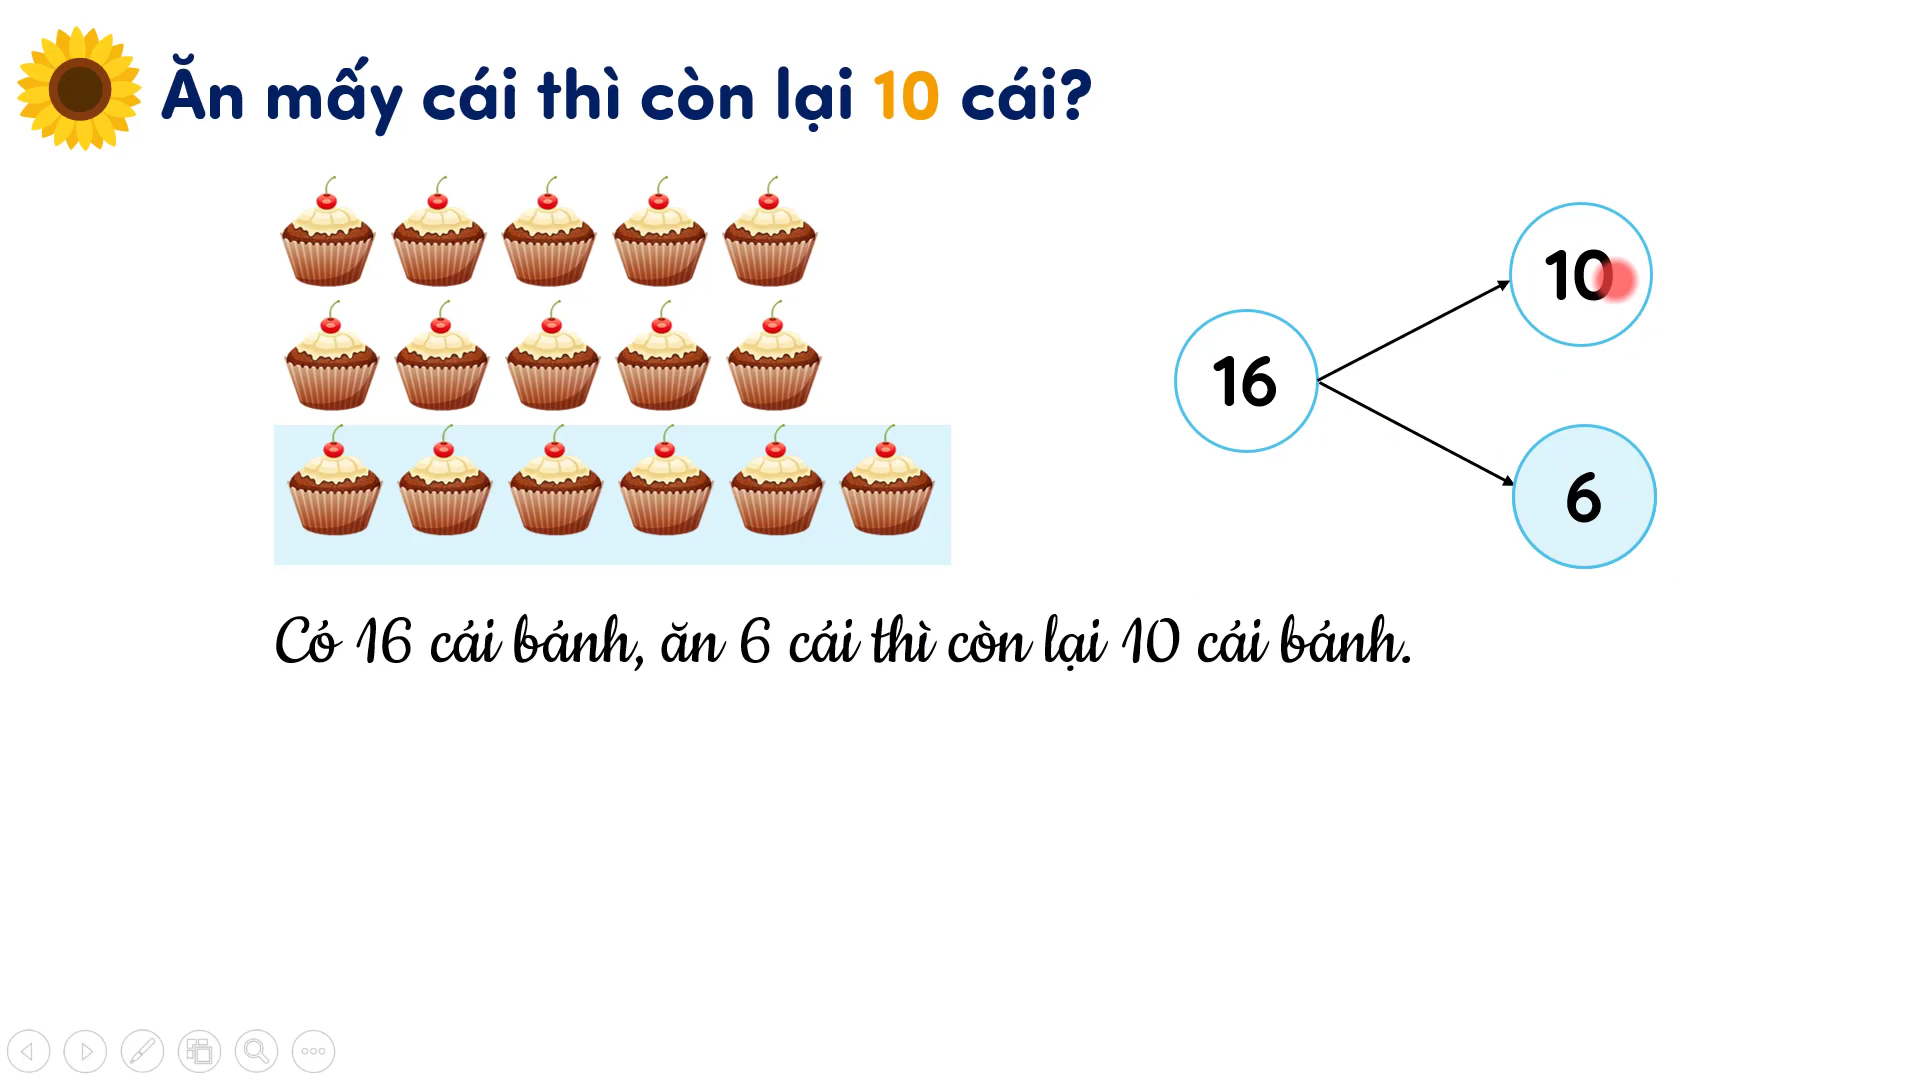 Ăn mấy cái thì còn lại 10 cái?
10
16
6
Có 16 cái bánh, ăn 6 cái thì còn lại 10 cái bánh.